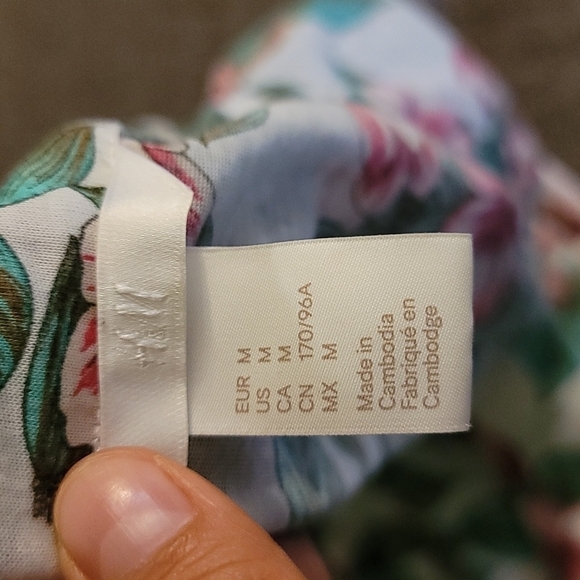 EUR M
US M
CA M
CN 170/96A
MX M
Made in
Cambodia
Fabriqué en
Cambodge